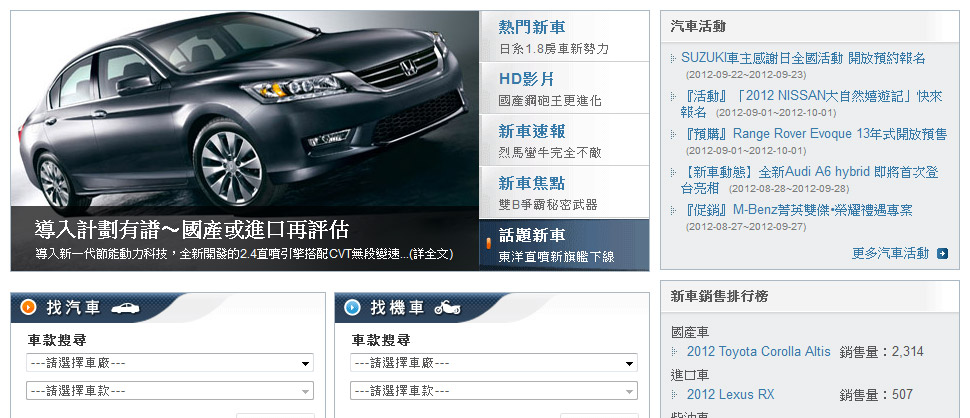 導入計劃有譜～國產或進口再評估
導入新一代節能動力科技，全新開發的2.4直噴引擎搭配CVT無段變速...(詳全文)
熱門新車
日系1.8房車新勢力
HD影片
國產鋼砲王更進化
新車速報
烈馬蠻牛完全不敵
新車焦點
雙B爭霸秘密武器
話題新車
東洋直噴新旗艦下線
找汽車
車款搜尋
---請選擇車廠---
---請選擇車款---
找機車
車款搜尋
---請選擇車廠---
---請選擇車款---
汽車活動
SUZUKI車主感謝日全國活動 開放預約報名
(2012-09-22~2012-09-23)
『活動』「2012 NISSAN大自然嬉遊記」快來
報名 (2012-09-01~2012-10-01)
『預購』Range Rover Evoque 13年式開放預售
(2012-09-01~2012-10-01)
【新車動態】全新Audi A6 hybrid 即將首次登
台亮相 (2012-08-28~2012-09-28)
『促銷』M-Benz菁英雙傑•榮耀禮遇專案
(2012-08-27~2012-09-27)
更多汽車活動
新車銷售排行榜
國產車
2012 Toyota Corolla Altis 銷售量：2,314
進口車
2012 Lexus RX 銷售量：507